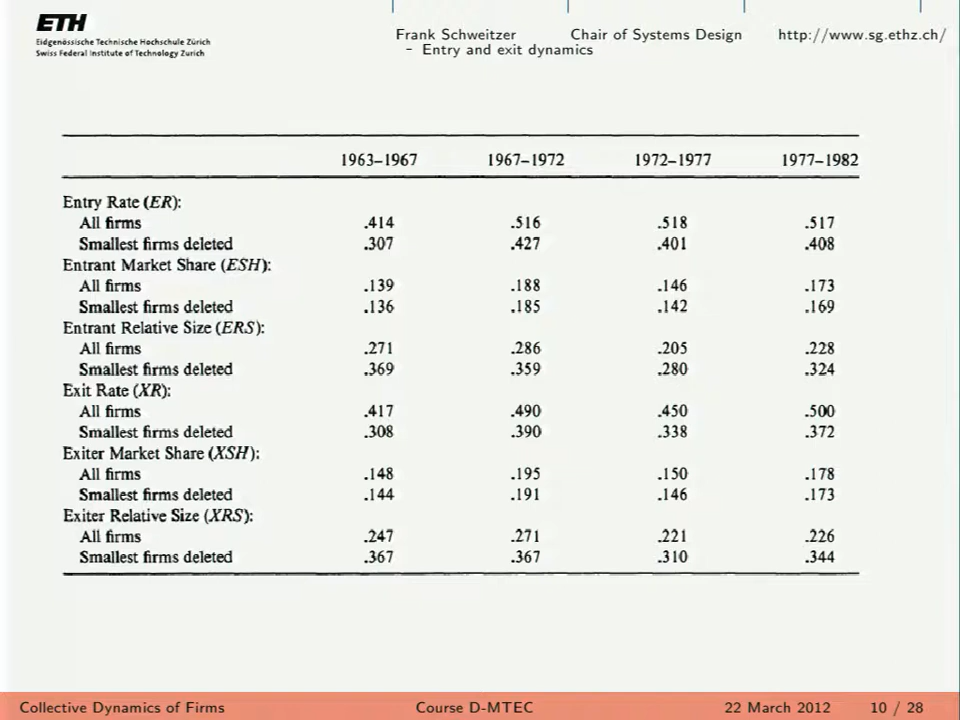 ETH
Eidgenössische Technische Hochschule Zürich
Swiss Federal Institute of Technology Zurich
Frank Schweitzer Chair of Systems Design http://www.sg.ethz.ch/
- Entry and exit dynamics
1963–1967 1967–1972 1972–1977 1977–1982
Entry Rate (ER):
All firms .414 .516 .518 .517
Smallest firms deleted .307 .427 .401 .408
Entrant Market Share (ESH):
All firms .139 .188 .146 .173
Smallest firms deleted .136 .185 .142 .169
Entrant Relative Size (ERS):
All firms .271 .286 .205 .228
Smallest firms deleted .369 .359 .280 .324
Exit Rate (XR):
All firms .417 .490 .450 .500
Smallest firms deleted .308 .390 .338 .372
Exiter Market Share (XSH):
All firms .148 .195 .150 .178
Smallest firms deleted .144 .191 .146 .173
Exiter Relative Size (XRS):
All firms .247 .271 .221 .226
Smallest firms deleted .367 .367 .310 .344
Collective Dynamics of Firms Course D-MTEC 22 March 2012 10 / 28